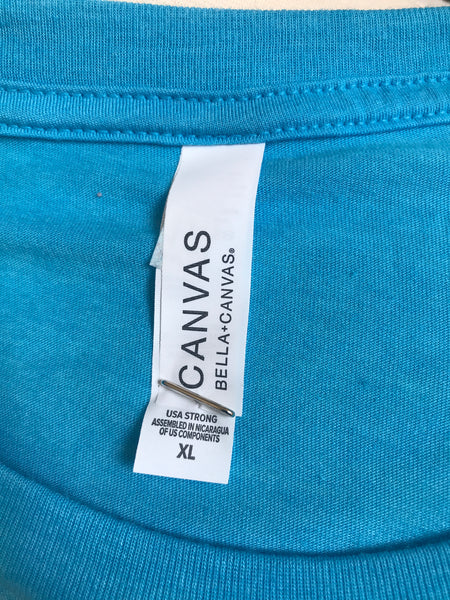 CANVAS
BELLA+CANVAS®
USA STRONG
ASSEMBLED IN NICARAGUA
OF US COMPONENTS
XL